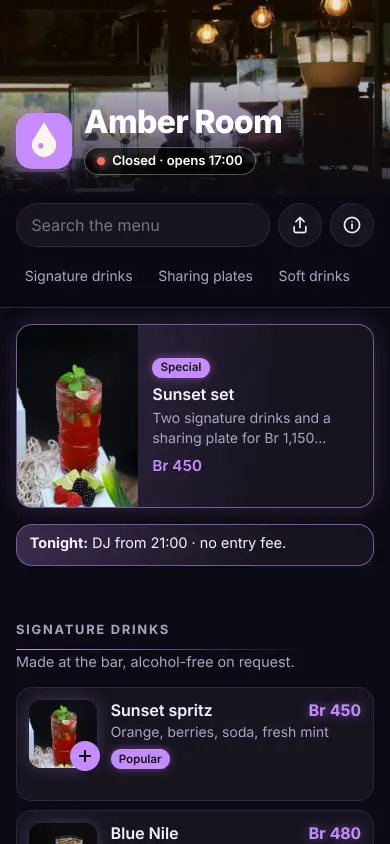 Amber Room
Closed · opens 17:00
Search the menu
Signature drinks Sharing plates Soft drinks
Special
Sunset set
Two signature drinks and a
sharing plate for Br 1,150...
Br 450
Tonight: DJ from 21:00 · no entry fee.
SIGNATURE DRINKS
Made at the bar, alcohol-free on request.
Sunset spritz Br 450
Orange, berries, soda, fresh mint
Popular
Blue Nile Br 480